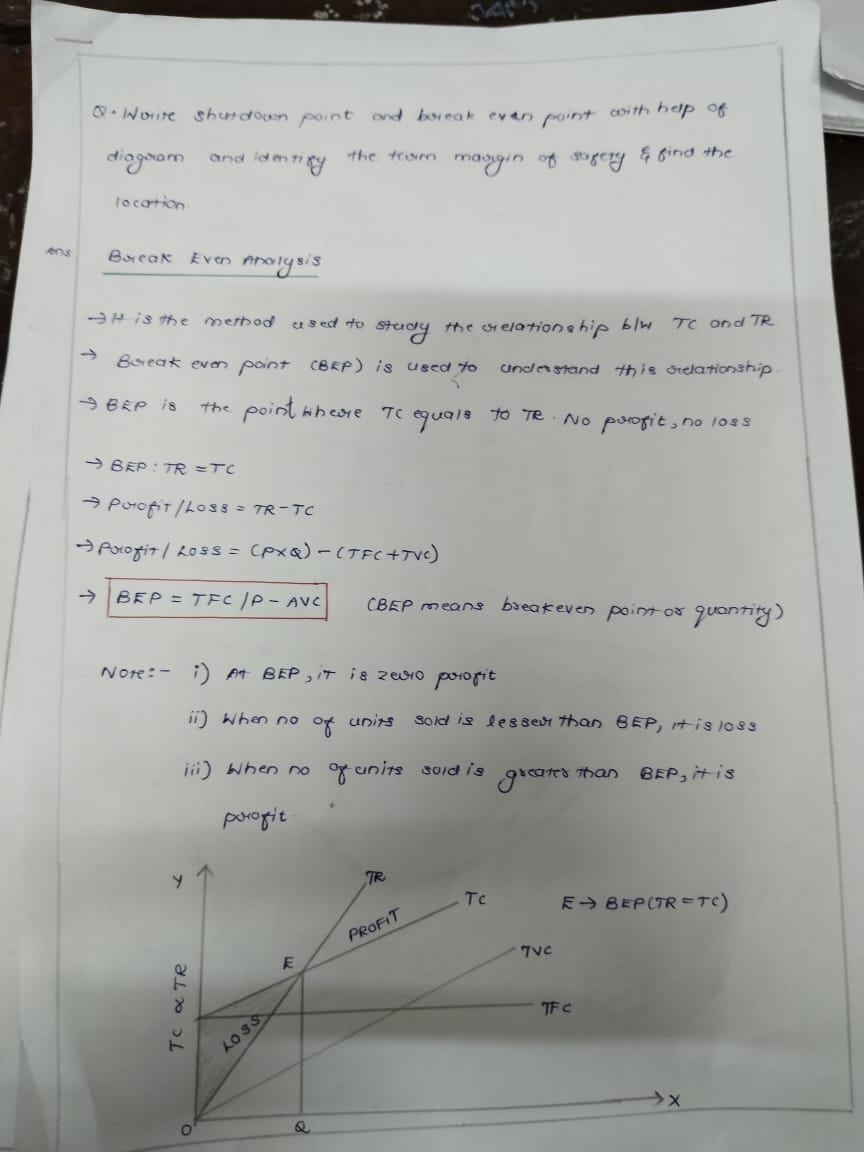 Q. Write shutdown point and break even point with help of
diagram and identify the term margin of safety & find the
location.
Ans
Break Even Analysis
→ It is the method used to study the relationship b/w TC and TR
→ Break even point (BEP) is used to understand this relationship.
→ BEP is the point where TC equals to TR. No profit, no loss
→ BEP : TR = TC
→ Profit / Loss = TR - TC
→ Profit / Loss = (P×Q) - (TFC + TVC)
→ BEP = TFC / P - AVC (BEP means breakeven point or quantity)
Note:- i) At BEP, it is zero profit
ii) When no of units sold is lesser than BEP, it is loss
iii) When no of units sold is greater than BEP, it is
profit.
Y
TR
TC
PROFIT
E → BEP (TR = TC)
E
TVC
TC & TR
TFC
LOSS
X
O
Q